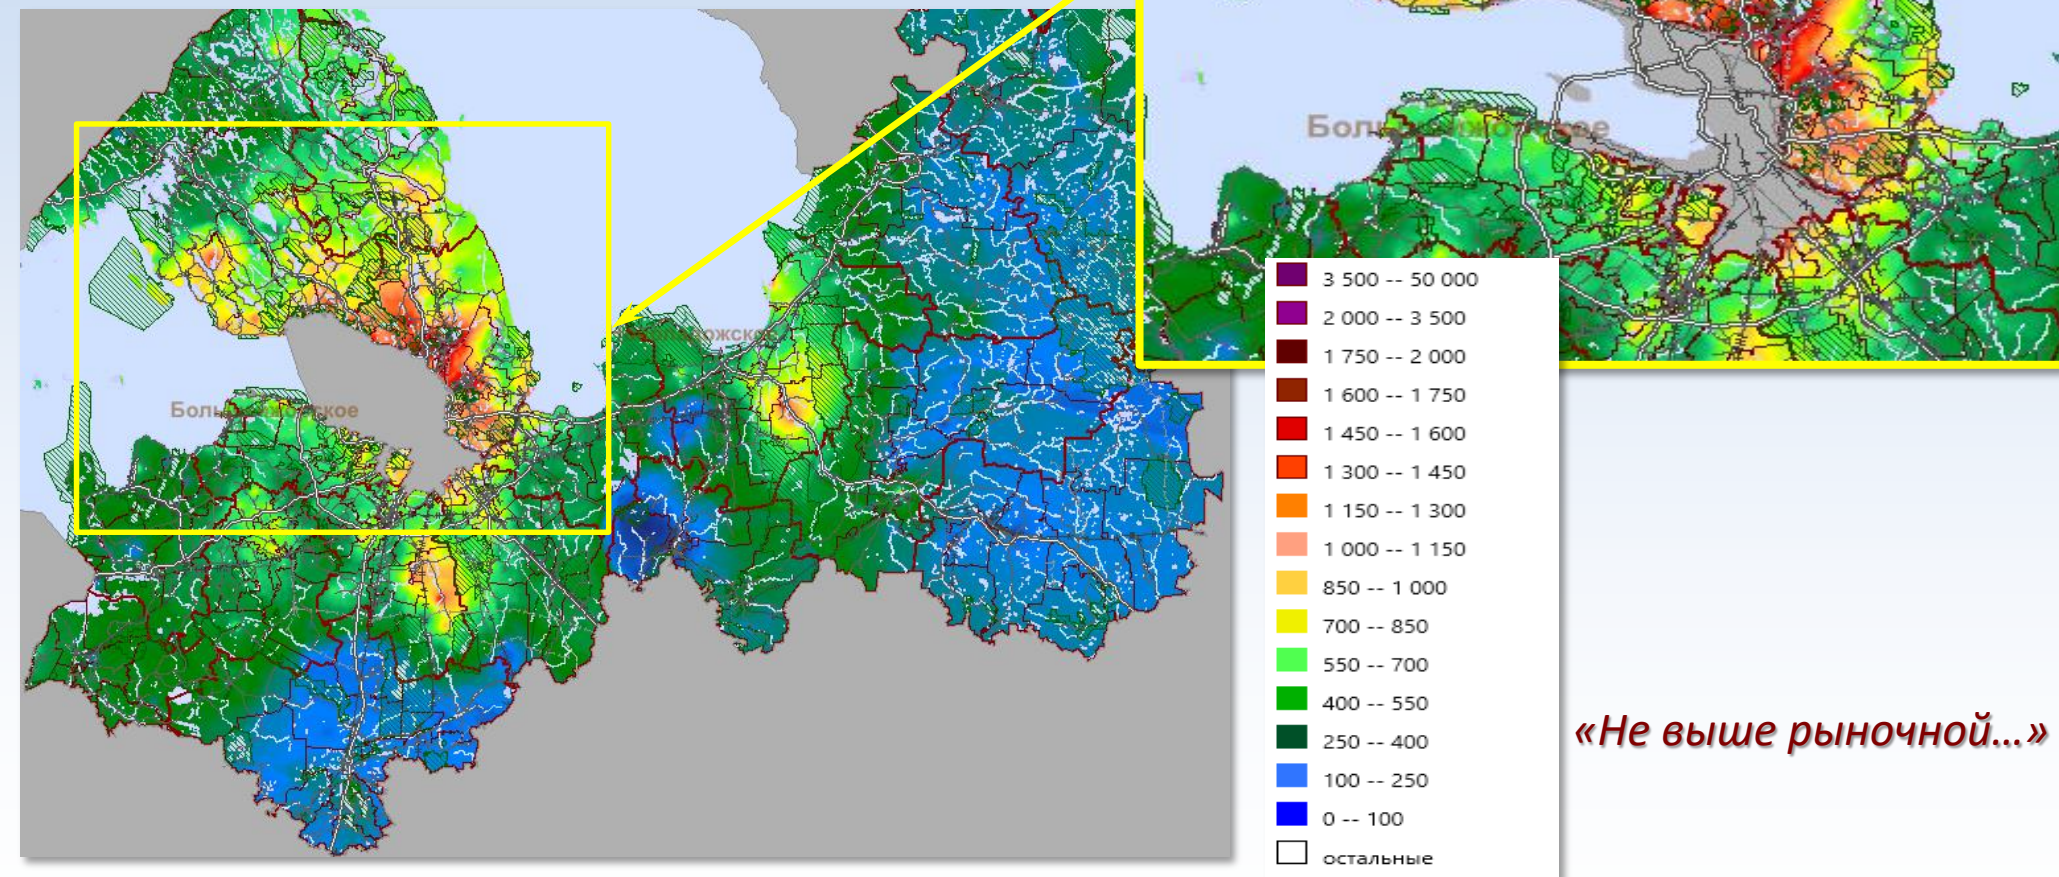 3 500 -- 50 000
2 000 -- 3 500
1 750 -- 2 000
1 600 -- 1 750
1 450 -- 1 600
1 300 -- 1 450
1 150 -- 1 300
1 000 -- 1 150
850 -- 1 000
700 -- 850
550 -- 700
400 -- 550
250 -- 400
100 -- 250
0 -- 100
остальные
«Не выше рыночной...»